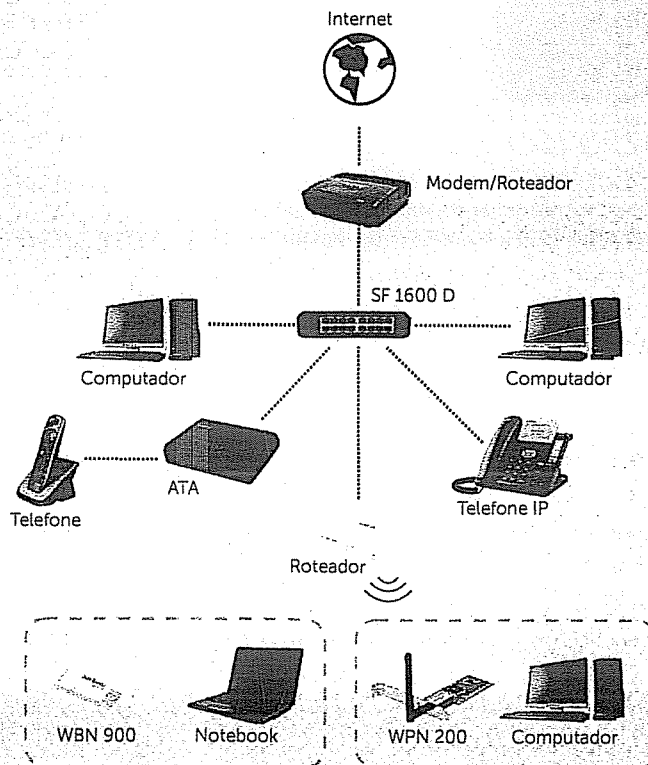 Internet
Modem/Roteador
SF 1600 D
Computador
Computador
Telefone
ATA
Telefone IP
Roteador
WBN 900
Notebook
WPN 200
Computador